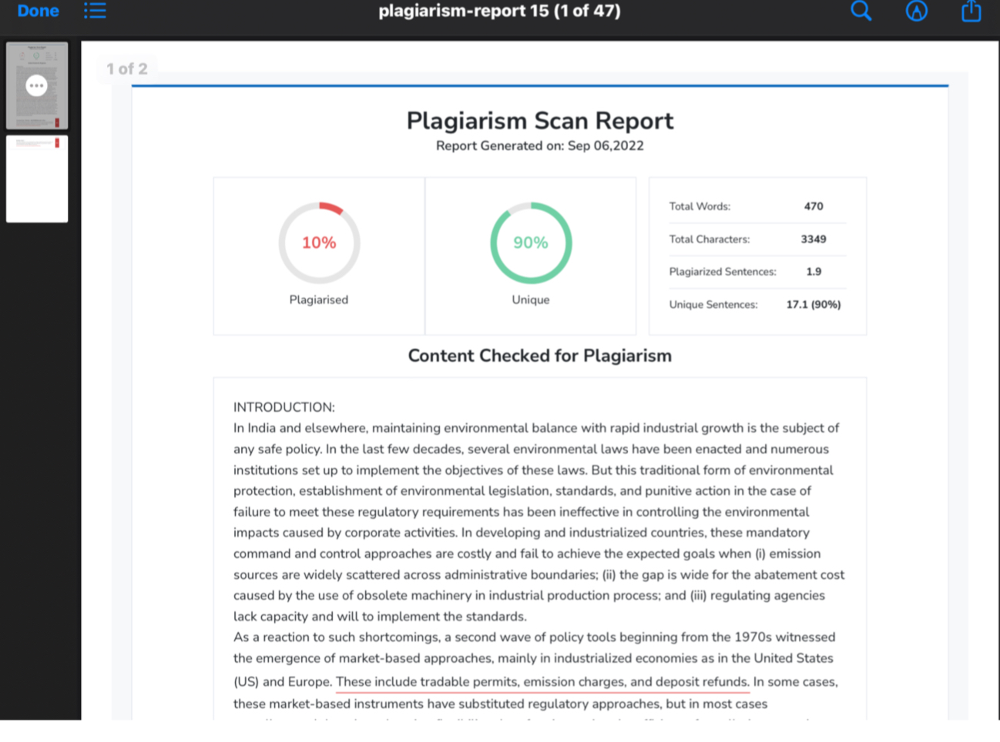 Done
plagiarism-report 15 (1 of 47)
1 of 2
Plagiarism Scan Report
Report Generated on: Sep 06,2022
10%
Plagiarised
90%
Unique
Total Words: 470
Total Characters: 3349
Plagiarized Sentences: 1.9
Unique Sentences: 17.1 (90%)
Content Checked for Plagiarism
INTRODUCTION:
In India and elsewhere, maintaining environmental balance with rapid industrial growth is the subject of
any safe policy. In the last few decades, several environmental laws have been enacted and numerous
institutions set up to implement the objectives of these laws. But this traditional form of environmental
protection, establishment of environmental legislation, standards, and punitive action in the case of
failure to meet these regulatory requirements has been ineffective in controlling the environmental
impacts caused by corporate activities. In developing and industrialized countries, these mandatory
command and control approaches are costly and fail to achieve the expected goals when (i) emission
sources are widely scattered across administrative boundaries; (ii) the gap is wide for the abatement cost
caused by the use of obsolete machinery in industrial production process; and (iii) regulating agencies
lack capacity and will to implement the standards.
As a reaction to such shortcomings, a second wave of policy tools beginning from the 1970s witnessed
the emergence of market-based approaches, mainly in industrialized economies as in the United States
(US) and Europe. These include tradable permits, emission charges, and deposit refunds. In some cases,
these market-based instruments have substituted regulatory approaches, but in most cases